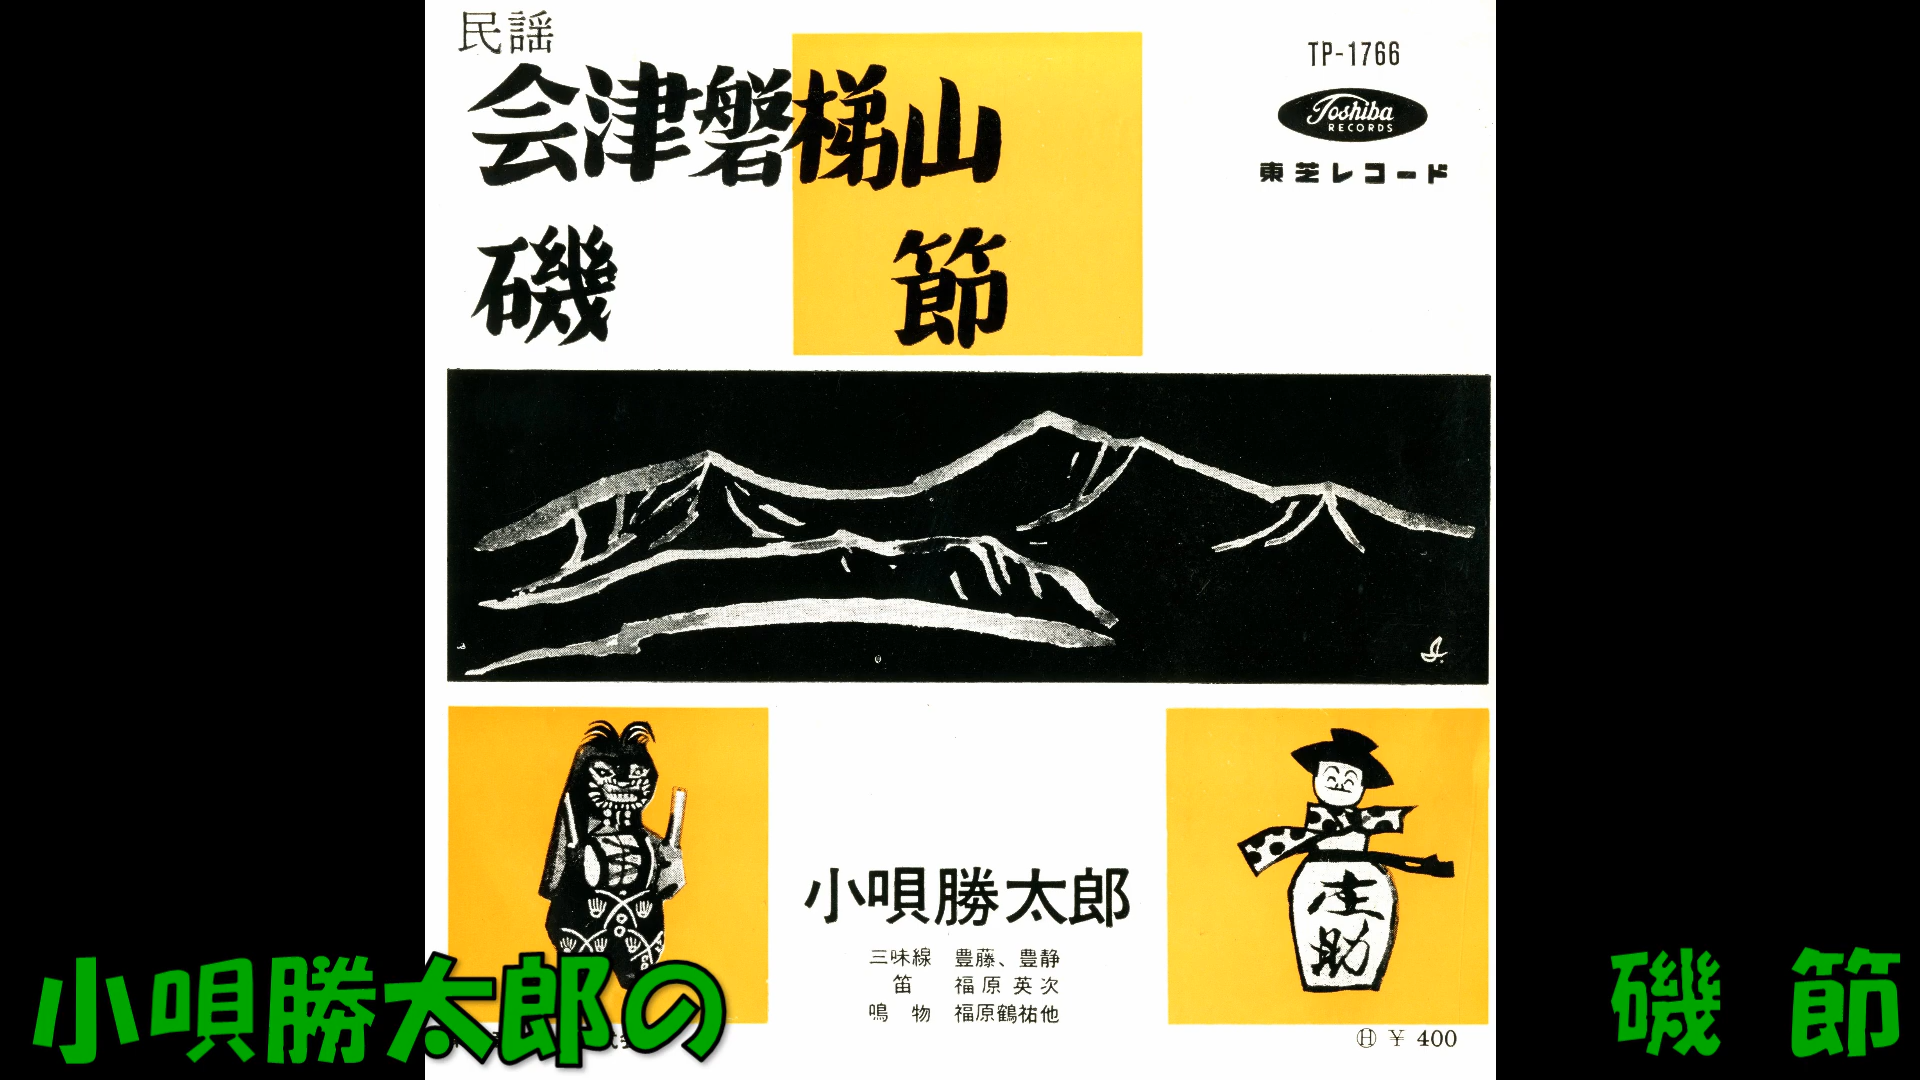 民謡
会津磐梯山
磯 節
TP-1766
Toshiba
RECORDS
東芝レコード
小唄勝太郎
三味線 豊藤、豊静
笛 福原英次
鳴物 福原鶴祐他
庄助
Ⓗ ¥ 400
小唄勝太郎の
磯 節